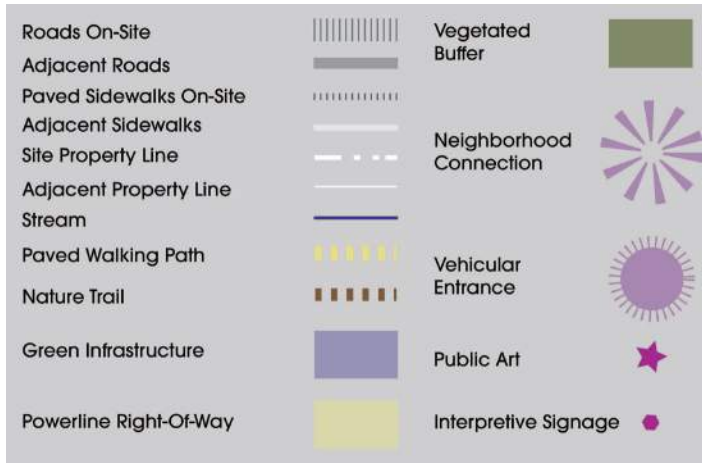 Roads On-Site
Adjacent Roads
Paved Sidewalks On-Site
Adjacent Sidewalks
Site Property Line
Adjacent Property Line
Stream
Paved Walking Path
Nature Trail
Green Infrastructure
Powerline Right-Of-Way
Vegetated
Buffer
Neighborhood
Connection
Vehicular
Entrance
Public Art
Interpretive Signage